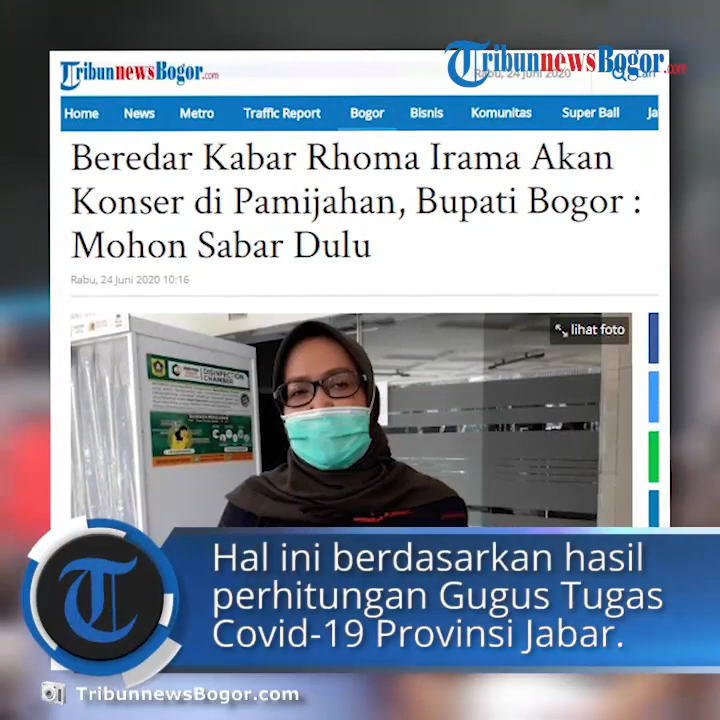 TribunnewsBogor.com
TribunnewsBogor.com
Rabu, 24 Juni 2020
Cari
Home News Metro Traffic Report Bogor Bisnis Komunitas Super Ball Ja
Beredar Kabar Rhoma Irama Akan
Konser di Pamijahan, Bupati Bogor :
Mohon Sabar Dulu
Rabu, 24 Juni 2020 10:16
lihat foto
DISINFECTION
CHAMBER
Hal ini berdasarkan hasil
perhitungan Gugus Tugas
Covid-19 Provinsi Jabar.
TribunnewsBogor.com